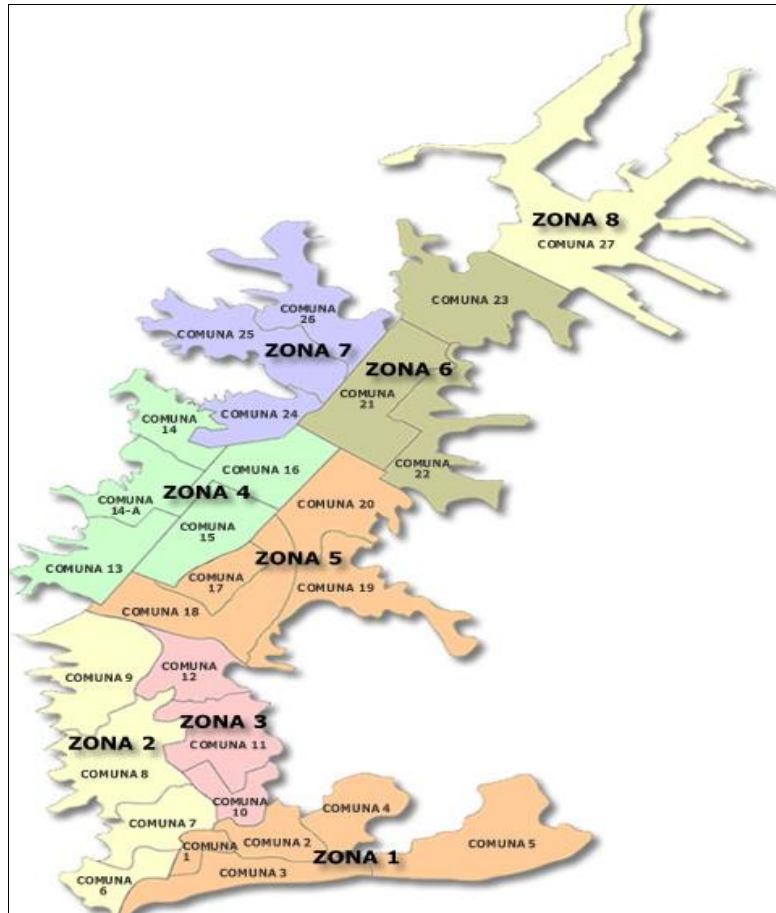 ZONA 8
COMUNA 27
COMUNA 23
COMUNA
26
COMUNA 25
ZONA 7
ZONA 6
COMUNA
21
COMUNA 24
COMUNA
14
COMUNA 16
COMUNA
22
ZONA 4
COMUNA
14-A
COMUNA 20
COMUNA
15
ZONA 5
COMUNA 13
COMUNA
17
COMUNA 19
COMUNA 18
COMUNA
12
COMUNA 9
ZONA 3
ZONA 2
COMUNA 11
COMUNA 8
COMUNA
10
COMUNA 4
COMUNA 7
COMUNA
1
COMUNA 2
COMUNA 5
ZONA 1
COMUNA 3
COMUNA
6